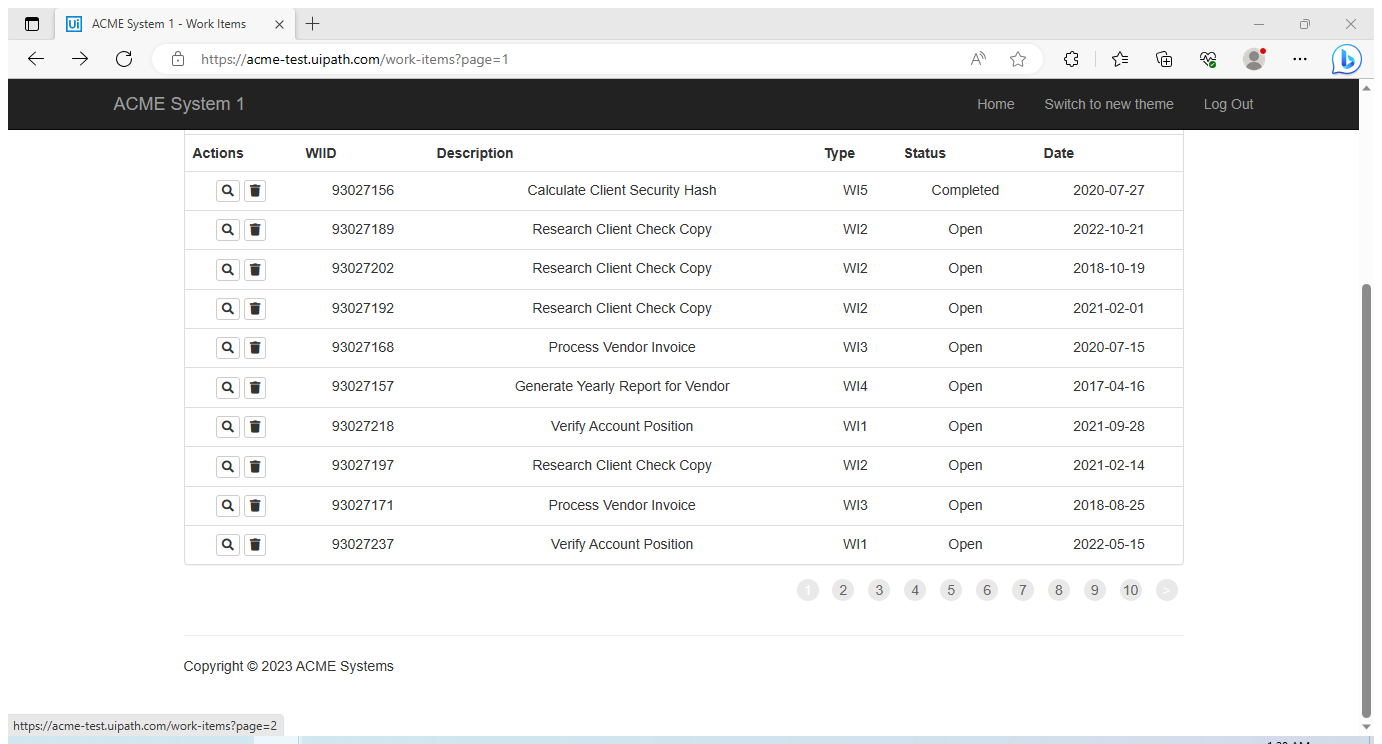 Ui ACME System 1 - Work Items
https://acme-test.uipath.com/work-items?page=1
ACME System 1 Home Switch to new theme Log Out
Actions WIID Description Type Status Date
93027156 Calculate Client Security Hash WI5 Completed 2020-07-27
93027189 Research Client Check Copy WI2 Open 2022-10-21
93027202 Research Client Check Copy WI2 Open 2018-10-19
93027192 Research Client Check Copy WI2 Open 2021-02-01
93027168 Process Vendor Invoice WI3 Open 2020-07-15
93027157 Generate Yearly Report for Vendor WI4 Open 2017-04-16
93027218 Verify Account Position WI1 Open 2021-09-28
93027197 Research Client Check Copy WI2 Open 2021-02-14
93027171 Process Vendor Invoice WI3 Open 2018-08-25
93027237 Verify Account Position WI1 Open 2022-05-15
1 2 3 4 5 6 7 8 9 10 >
Copyright © 2023 ACME Systems
https://acme-test.uipath.com/work-items?page=2